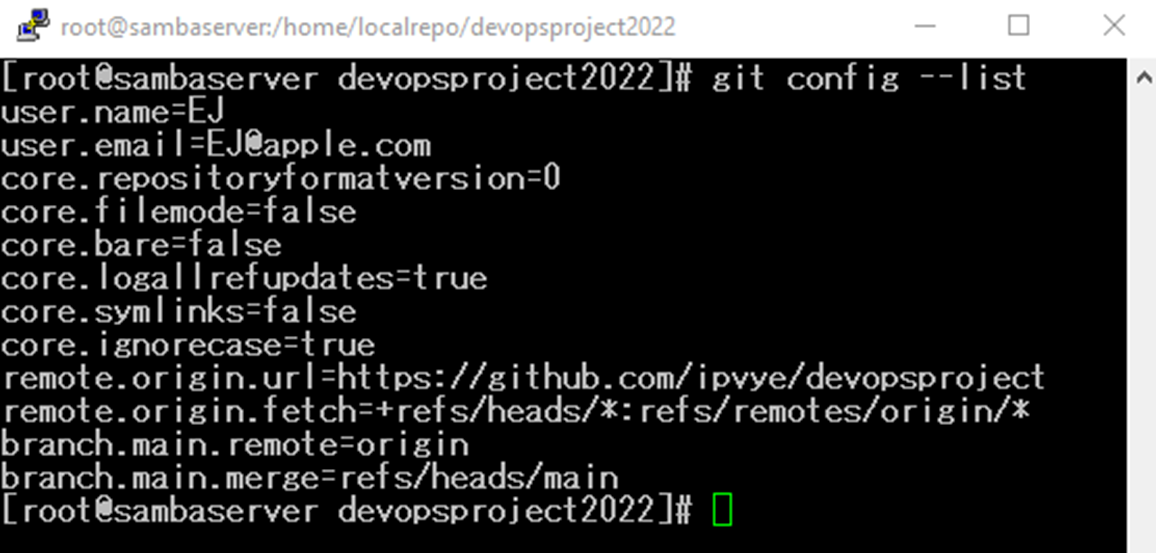 root@sambaserver:/home/localrepo/devopsproject2022
[root@sambaserver devopsproject2022]# git config --list
user.name=EJ
user.email=EJ@apple.com
core.repositoryformatversion=0
core.filemode=false
core.bare=false
core.logallrefupdates=true
core.symlinks=false
core.ignorecase=true
remote.origin.url=https://github.com/ipvye/devopsproject
remote.origin.fetch=+refs/heads/*:refs/remotes/origin/*
branch.main.remote=origin
branch.main.merge=refs/heads/main
[root@sambaserver devopsproject2022]#